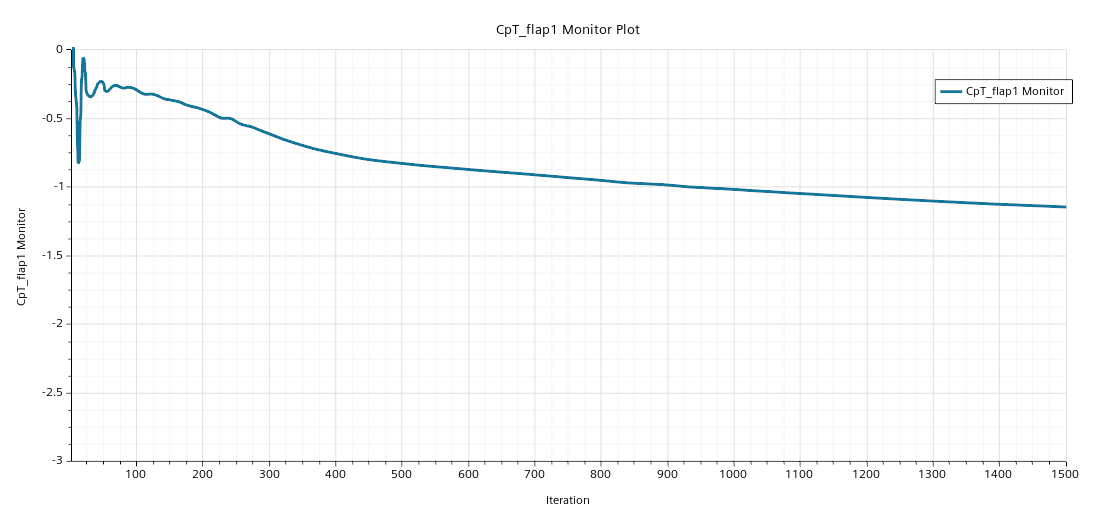 CpT_flap1 Monitor Plot
0
-0.5
-1
-1.5
-2
-2.5
-3
CpT_flap1 Monitor
CpT_flap1 Monitor
100 200 300 400 500 600 700 800 900 1000 1100 1200 1300 1400 1500
Iteration